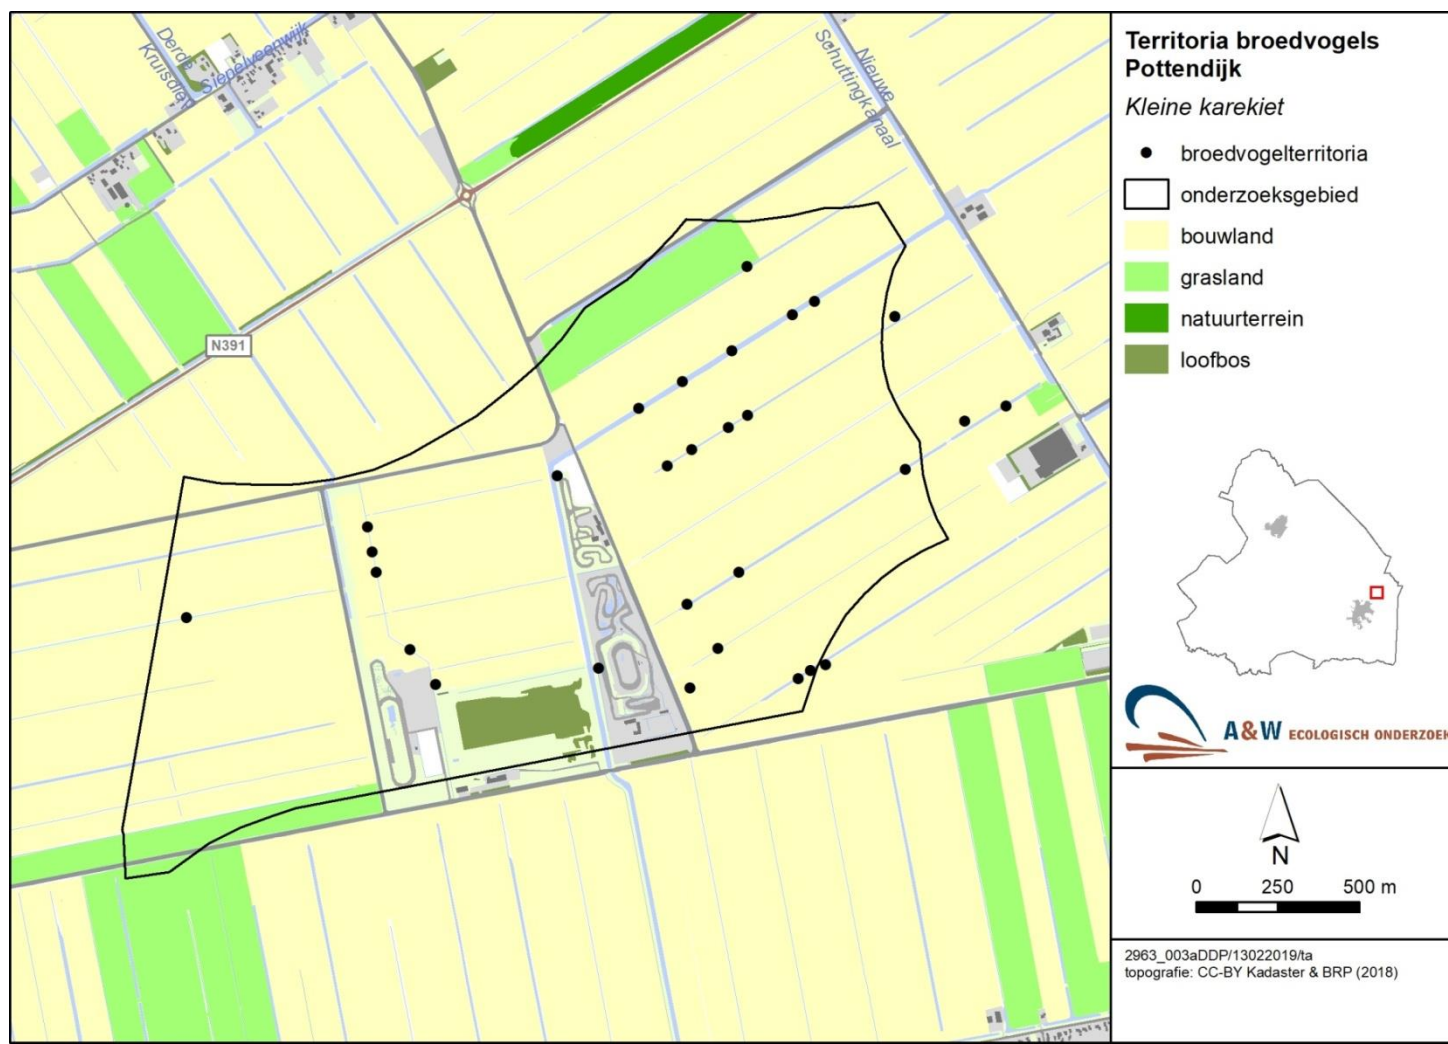 Derde
Kruisdiep
Siepelveenwijk
Nieuwe
Schuttingkanaal
N391
Territoria broedvogels
Pottendijk
Kleine karekiet
broedvogelterritoria
onderzoeksgebied
bouwland
grasland
natuurterrein
loofbos
A&W ECOLOGISCH ONDERZOEK
N
0 250 500 m
2963_003aDDP/13022019/ta
topografie: CC-BY Kadaster & BRP (2018)